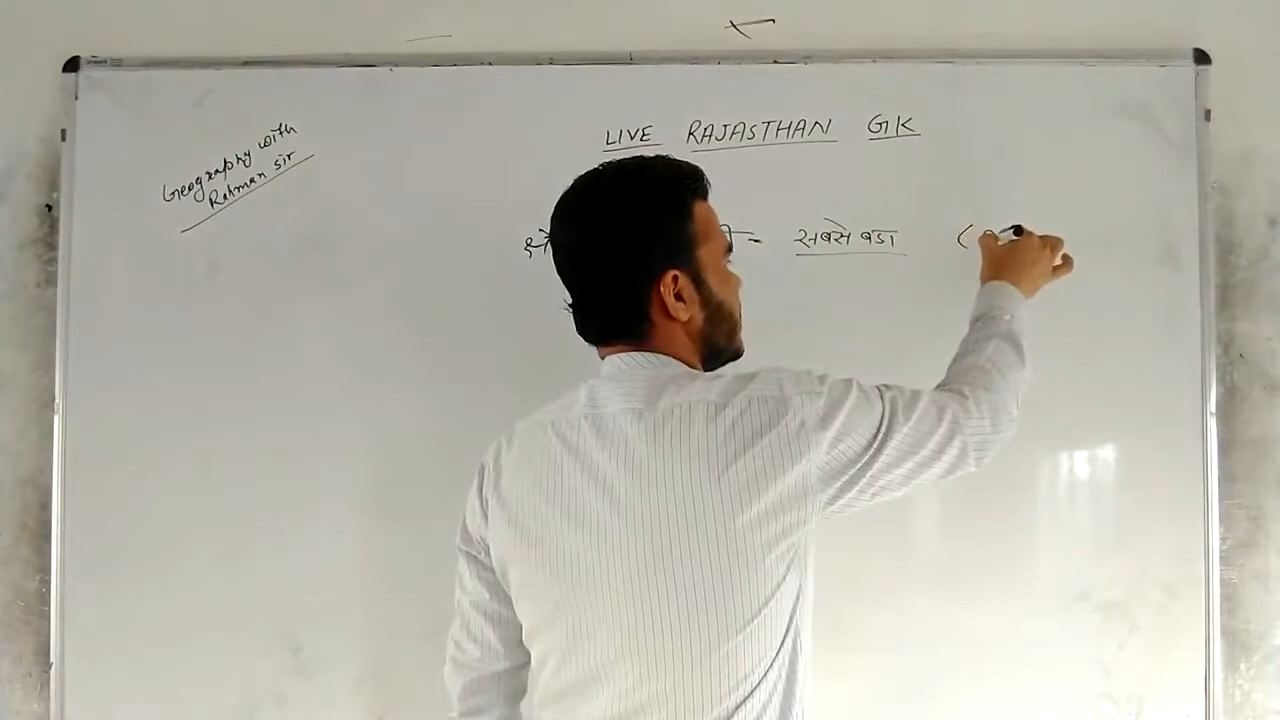 LIVE RAJASTHAN GK
Geography with
Rahman Sir
सबसे बडा (